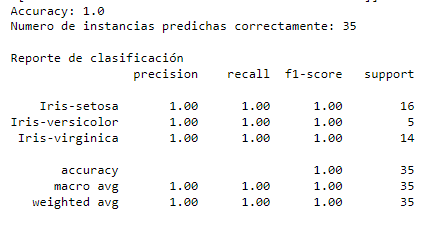 ]]
Accuracy: 1.0
Numero de instancias predichas correctamente: 35
Reporte de clasificación
precision recall f1-score support
Iris-setosa 1.00 1.00 1.00 16
Iris-versicolor 1.00 1.00 1.00 5
Iris-virginica 1.00 1.00 1.00 14
accuracy 1.00 35
macro avg 1.00 1.00 1.00 35
weighted avg 1.00 1.00 1.00 35